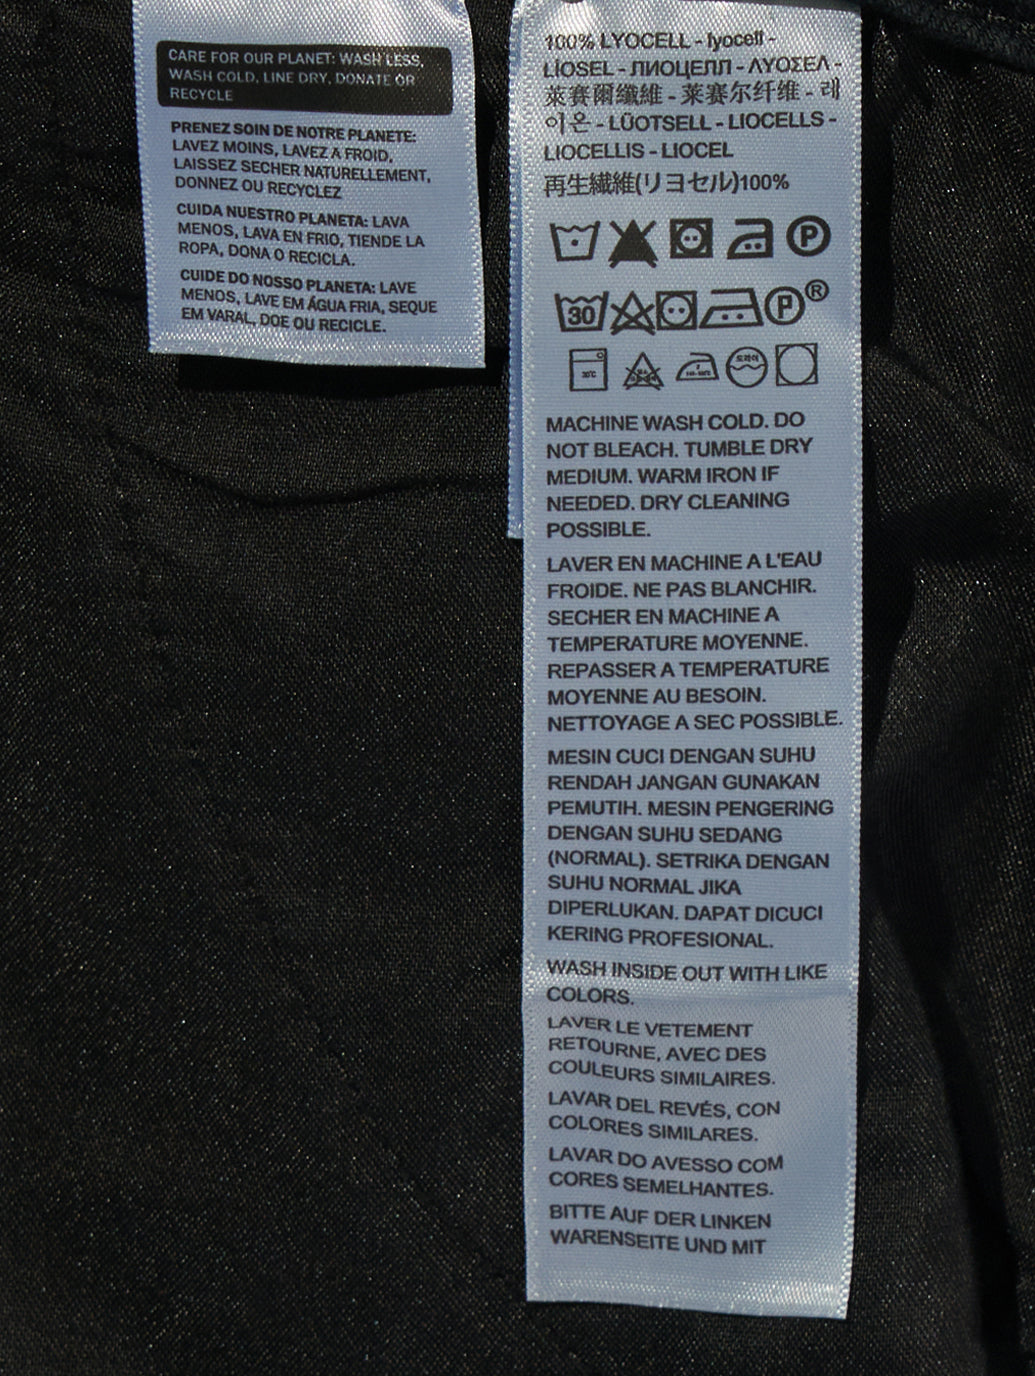 CARE FOR OUR PLANET: WASH LESS,
WASH COLD, LINE DRY, DONATE OR
RECYCLE
PRENEZ SOIN DE NOTRE PLANETE:
LAVEZ MOINS, LAVEZ A FROID,
LAISSEZ SECHER NATURELLEMENT,
DONNEZ OU RECYCLEZ
CUIDA NUESTRO PLANETA: LAVA
MENOS, LAVA EN FRIO, TIENDE LA
ROPA, DONA O RECICLA.
CUIDE DO NOSSO PLANETA: LAVE
MENOS, LAVE EM ÁGUA FRIA, SEQUE
EM VARAL, DOE OU RECICLE.
100% LYOCELL - lyocell -
LİOSEL - ЛИОЦЕЛЛ - ΛΥΟΣΕΛ -
萊賽爾纖維 - 莱赛尔纤维 - 레
이온 - LÜOTSELL - LIOCELLS -
LIOCELLIS - LIOCEL
再生繊維(リヨセル)100%
P
30 P®
30℃ 드라이
MACHINE WASH COLD. DO
NOT BLEACH. TUMBLE DRY
MEDIUM. WARM IRON IF
NEEDED. DRY CLEANING
POSSIBLE.
LAVER EN MACHINE A L'EAU
FROIDE. NE PAS BLANCHIR.
SECHER EN MACHINE A
TEMPERATURE MOYENNE.
REPASSER A TEMPERATURE
MOYENNE AU BESOIN.
NETTOYAGE A SEC POSSIBLE.
MESIN CUCI DENGAN SUHU
RENDAH JANGAN GUNAKAN
PEMUTIH. MESIN PENGERING
DENGAN SUHU SEDANG
(NORMAL). SETRIKA DENGAN
SUHU NORMAL JIKA
DIPERLUKAN. DAPAT DICUCI
KERING PROFESIONAL.
WASH INSIDE OUT WITH LIKE
COLORS.
LAVER LE VETEMENT
RETOURNE, AVEC DES
COULEURS SIMILAIRES.
LAVAR DEL REVÉS, CON
COLORES SIMILARES.
LAVAR DO AVESSO COM
CORES SEMELHANTES.
BITTE AUF DER LINKEN
WARENSEITE UND MIT